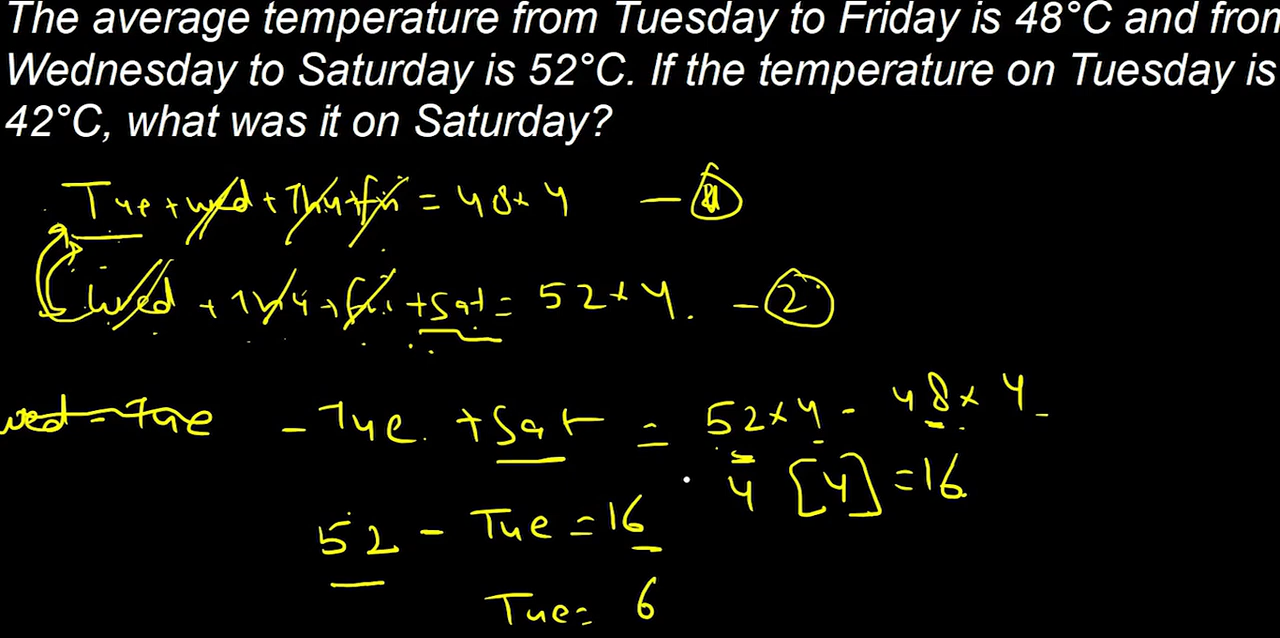 The average temperature from Tuesday to Friday is 48°C and from
Wednesday to Saturday is 52°C. If the temperature on Tuesday is
42°C, what was it on Saturday?
Tue + wed + Thu + fri = 48 x 4 - 1
wed + Thu + fri + Sat = 52 x 4. - 2
wed - Tue - Tue + Sat = 52 x 4 - 48 x 4
4 [4] = 16
52 - Tue = 16
Tue = 6